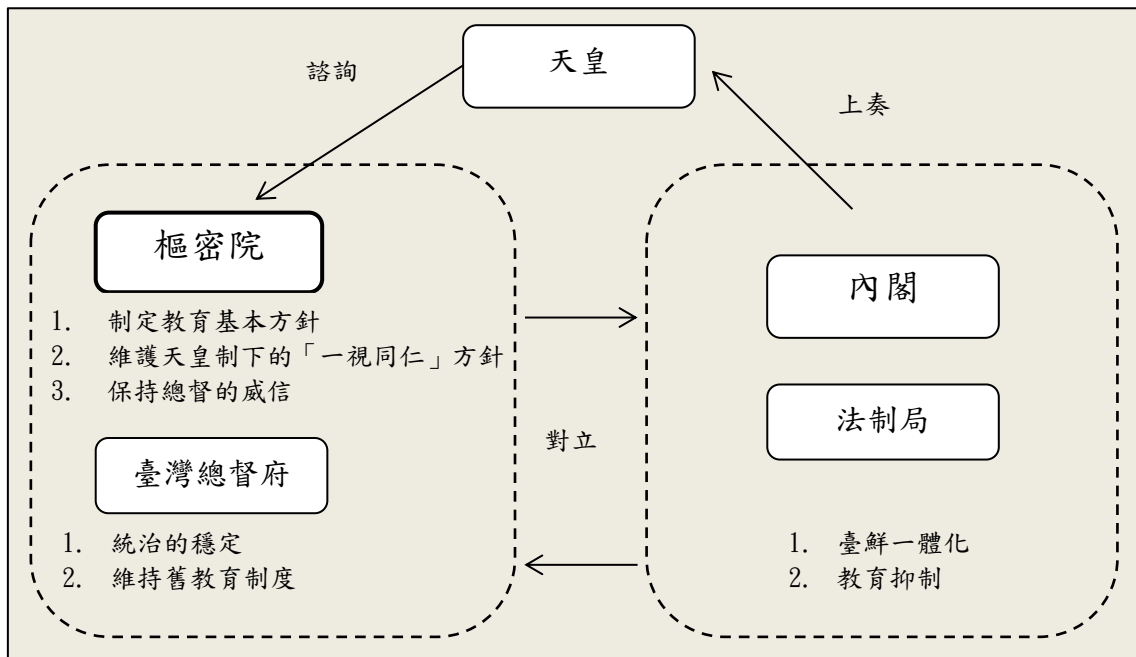 天皇
諮詢
上奏
樞密院
1. 制定教育基本方針
2. 維護天皇制下的「一視同仁」方針
3. 保持總督的威信
臺灣總督府
1. 統治的穩定
2. 維持舊教育制度
對立
內閣
法制局
1. 臺鮮一體化
2. 教育抑制